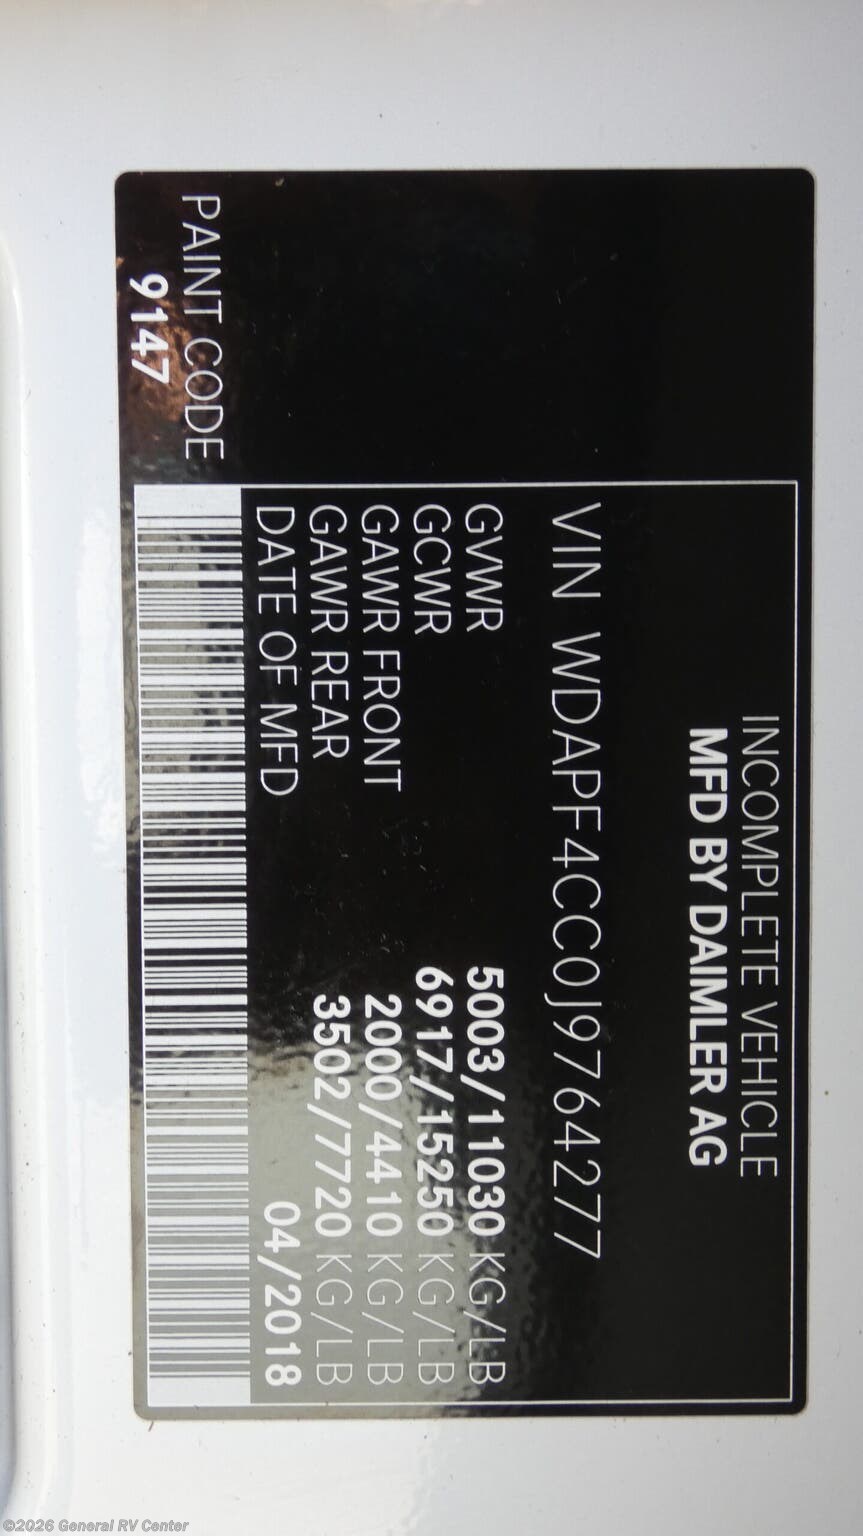 INCOMPLETE VEHICLE
MFD BY DAIMLER AG
VIN WDAPF4CC0J9764277
GVWR 5003/11030 KG/LB
GCWR 6917/15250 KG/LB
GAWR FRONT 2000/4410 KG/LB
GAWR REAR 3502/7720 KG/LB
DATE OF MFD 04/2018
PAINT CODE
9147
©2026 General RV Center